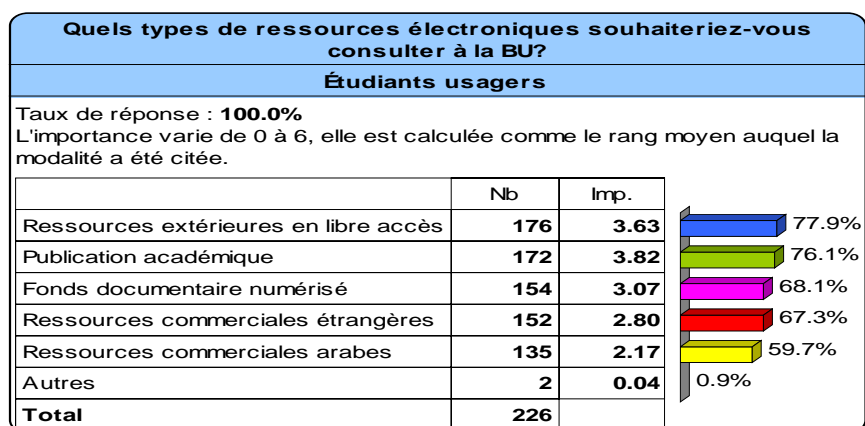 Quels types de ressources électroniques souhaiteriez-vous
consulter à la BU?
Étudiants usagers
Taux de réponse : 100.0%
L'importance varie de 0 à 6, elle est calculée comme le rang moyen auquel la
modalité a été citée.
Nb Imp.
Ressources extérieures en libre accès 176 3.63 77.9%
Publication académique 172 3.82 76.1%
Fonds documentaire numérisé 154 3.07 68.1%
Ressources commerciales étrangères 152 2.80 67.3%
Ressources commerciales arabes 135 2.17 59.7%
Autres 2 0.04 0.9%
Total 226